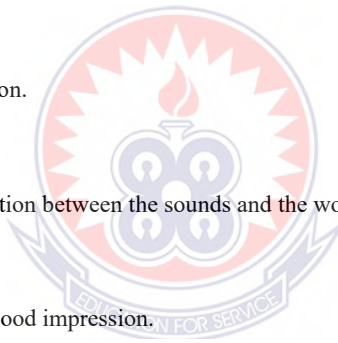 on.
tion between the sounds and the wo
ood impression.
EDUCATION FOR SERVICE